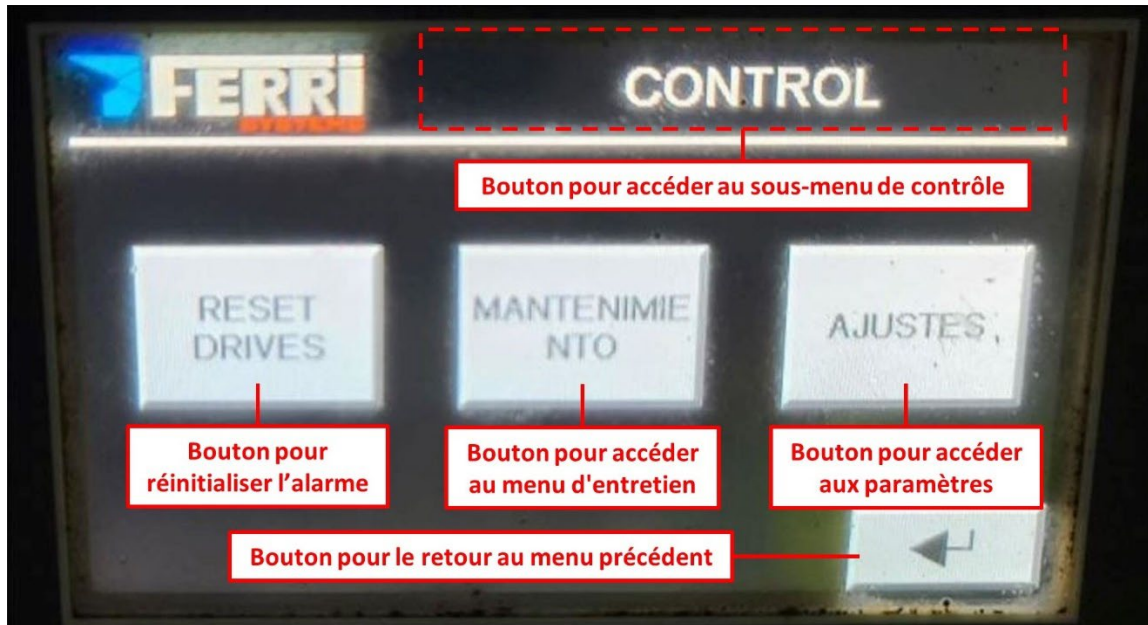 FERRI
SYSTEMS
CONTROL
Bouton pour accéder au sous-menu de contrôle
RESET
DRIVES
MANTENIMIE
NTO
AJUSTES
Bouton pour
réinitialiser l’alarme
Bouton pour accéder
au menu d'entretien
Bouton pour accéder
aux paramètres
Bouton pour le retour au menu précédent